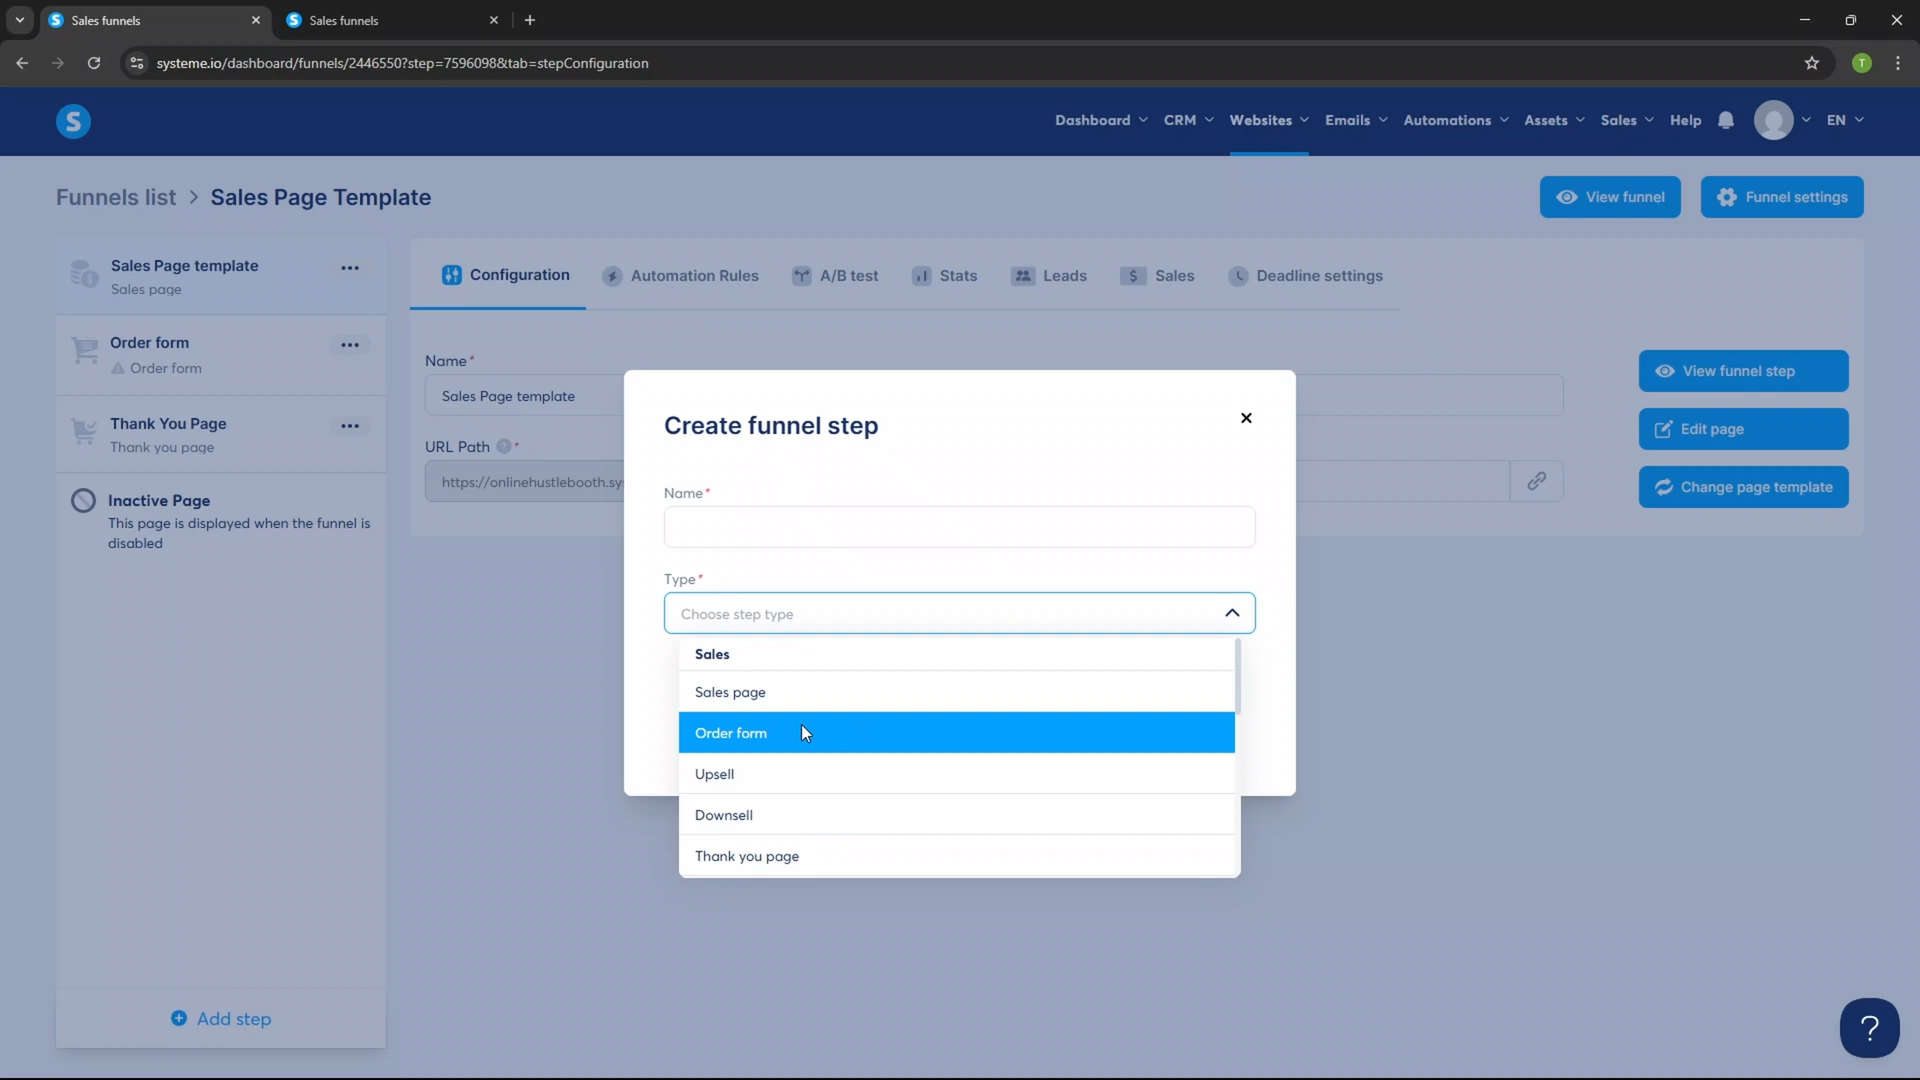 Sales funnels
Sales funnels
systeme.io/dashboard/funnels/2446550?step=7596098&tab=stepConfiguration
T
S
Dashboard CRM Websites Emails Automations Assets Sales Help EN
Funnels list > Sales Page Template
View funnel
Funnel settings
Sales Page template
Sales page
Order form
Order form
Thank You Page
Thank you page
Inactive Page
This page is displayed when the funnel is
disabled
Add step
Configuration Automation Rules A/B test Stats Leads Sales Deadline settings
Name*
Sales Page template
URL Path ? *
https://onlinehustlebooth.sy
View funnel step
Edit page
Change page template
Create funnel step
Name*
Type*
Choose step type
Sales
Sales page
Order form
Upsell
Downsell
Thank you page
?